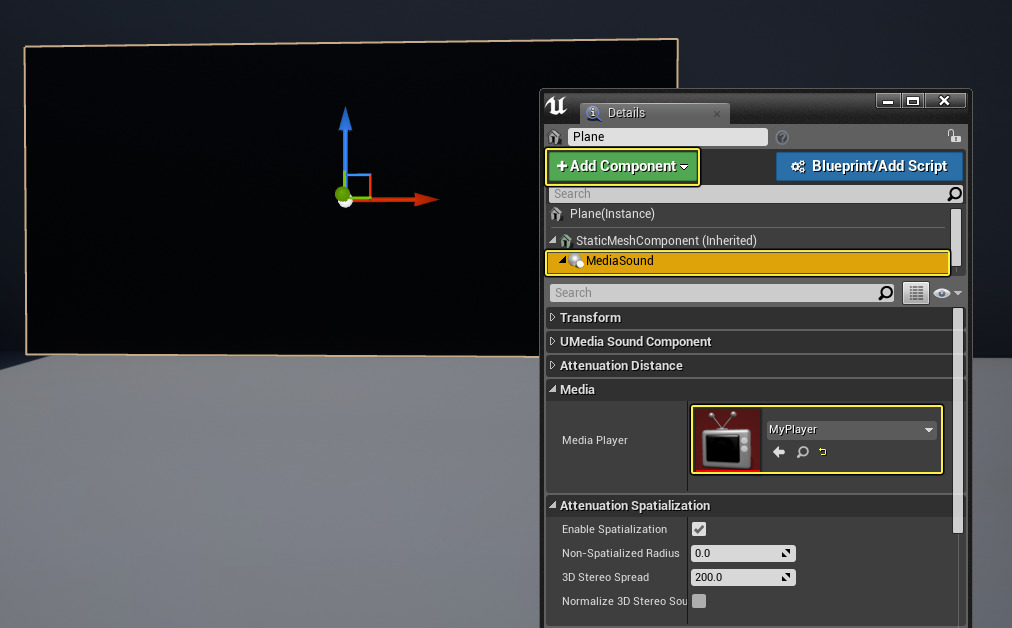 Details
Plane
+Add Component
Blueprint/Add Script
Search
Plane(Instance)
StaticMeshComponent (Inherited)
MediaSound
Search
Transform
UMedia Sound Component
Attenuation Distance
Media
Media Player
MyPlayer
Attenuation Spatialization
Enable Spatialization
Non-Spatialized Radius 0.0
3D Stereo Spread 200.0
Normalize 3D Stereo Sou